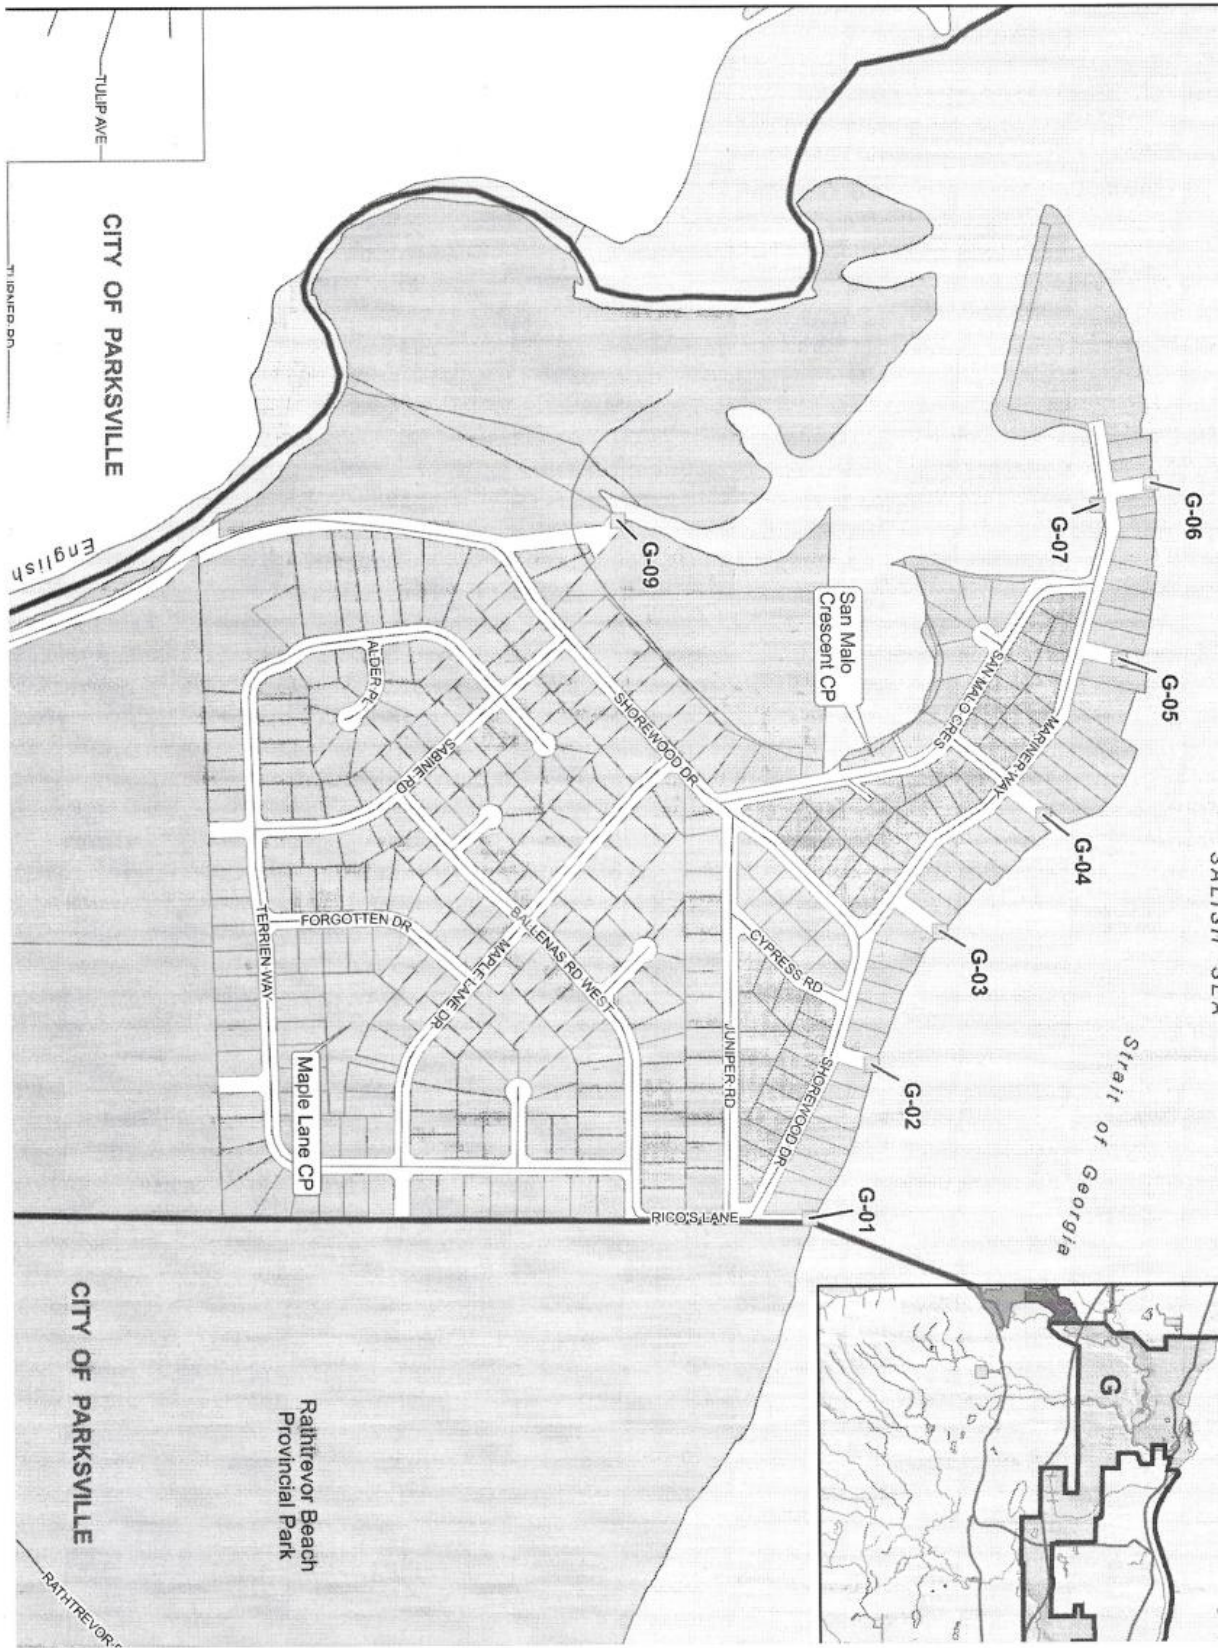 TULIP AVE
CITY OF PARKSVILLE
English
G-06
G-07
G-05
G-09
San Malo
Crescent CP
SAN MALO CRES
MARINER WAY
G-04
G-03
G-02
G-01
ALDER PL
SABINE RD
SHOREWOOD DR
FORGOTTEN DR
TERRIEN WAY
BALLENAS RD WEST
MAPLE LANE DR
CYPRESS RD
JUNIPER RD
SHOREWOOD DR
Maple Lane CP
RICO'S LANE
Strait of Georgia
G
CITY OF PARKSVILLE
Rathtrevor Beach
Provincial Park